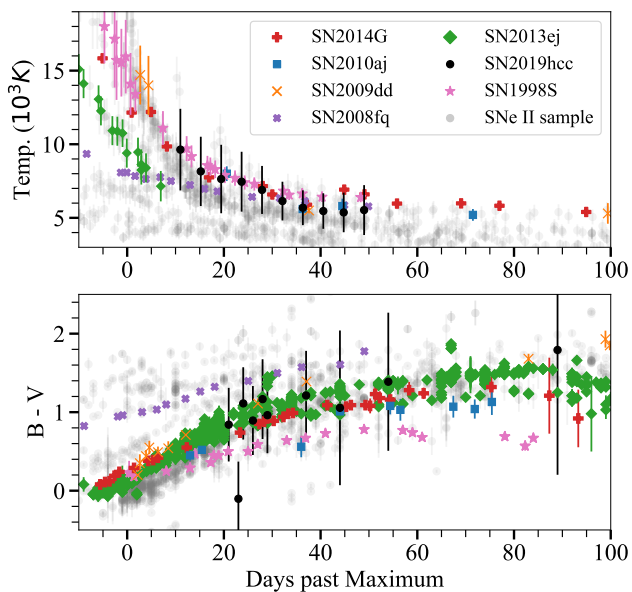 15
10
5
Temp. (10³K)
SN2014G
SN2010aj
SN2009dd
SN2008fq
SN2013ej
SN2019hcc
SN1998S
SNe II sample
0
20
40
60
80
100
2
1
0
B - V
0
20
40
60
80
100
Days past Maximum